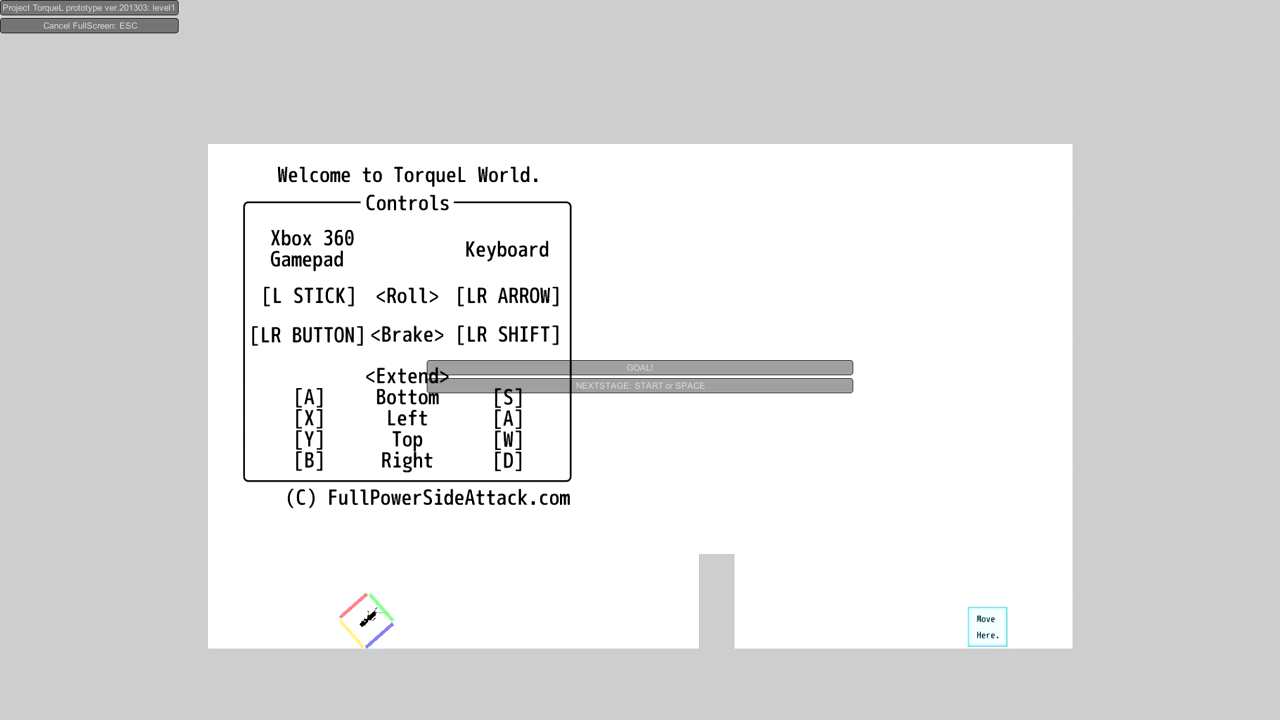 Project TorqueL prototype ver.201303: level1
Cancel FullScreen: ESC
Welcome to TorqueL World.
Controls
Xbox 360 Gamepad
Keyboard
[L STICK] <Roll> [LR ARROW]
[LR BUTTON] <Brake> [LR SHIFT]
GOAL!
<Extend>
NEXTSTAGE: START or SPACE
[A] Bottom [S]
[X] Left [A]
[Y] Top [W]
[B] Right [D]
(C) FullPowerSideAttack.com
Move
Here.